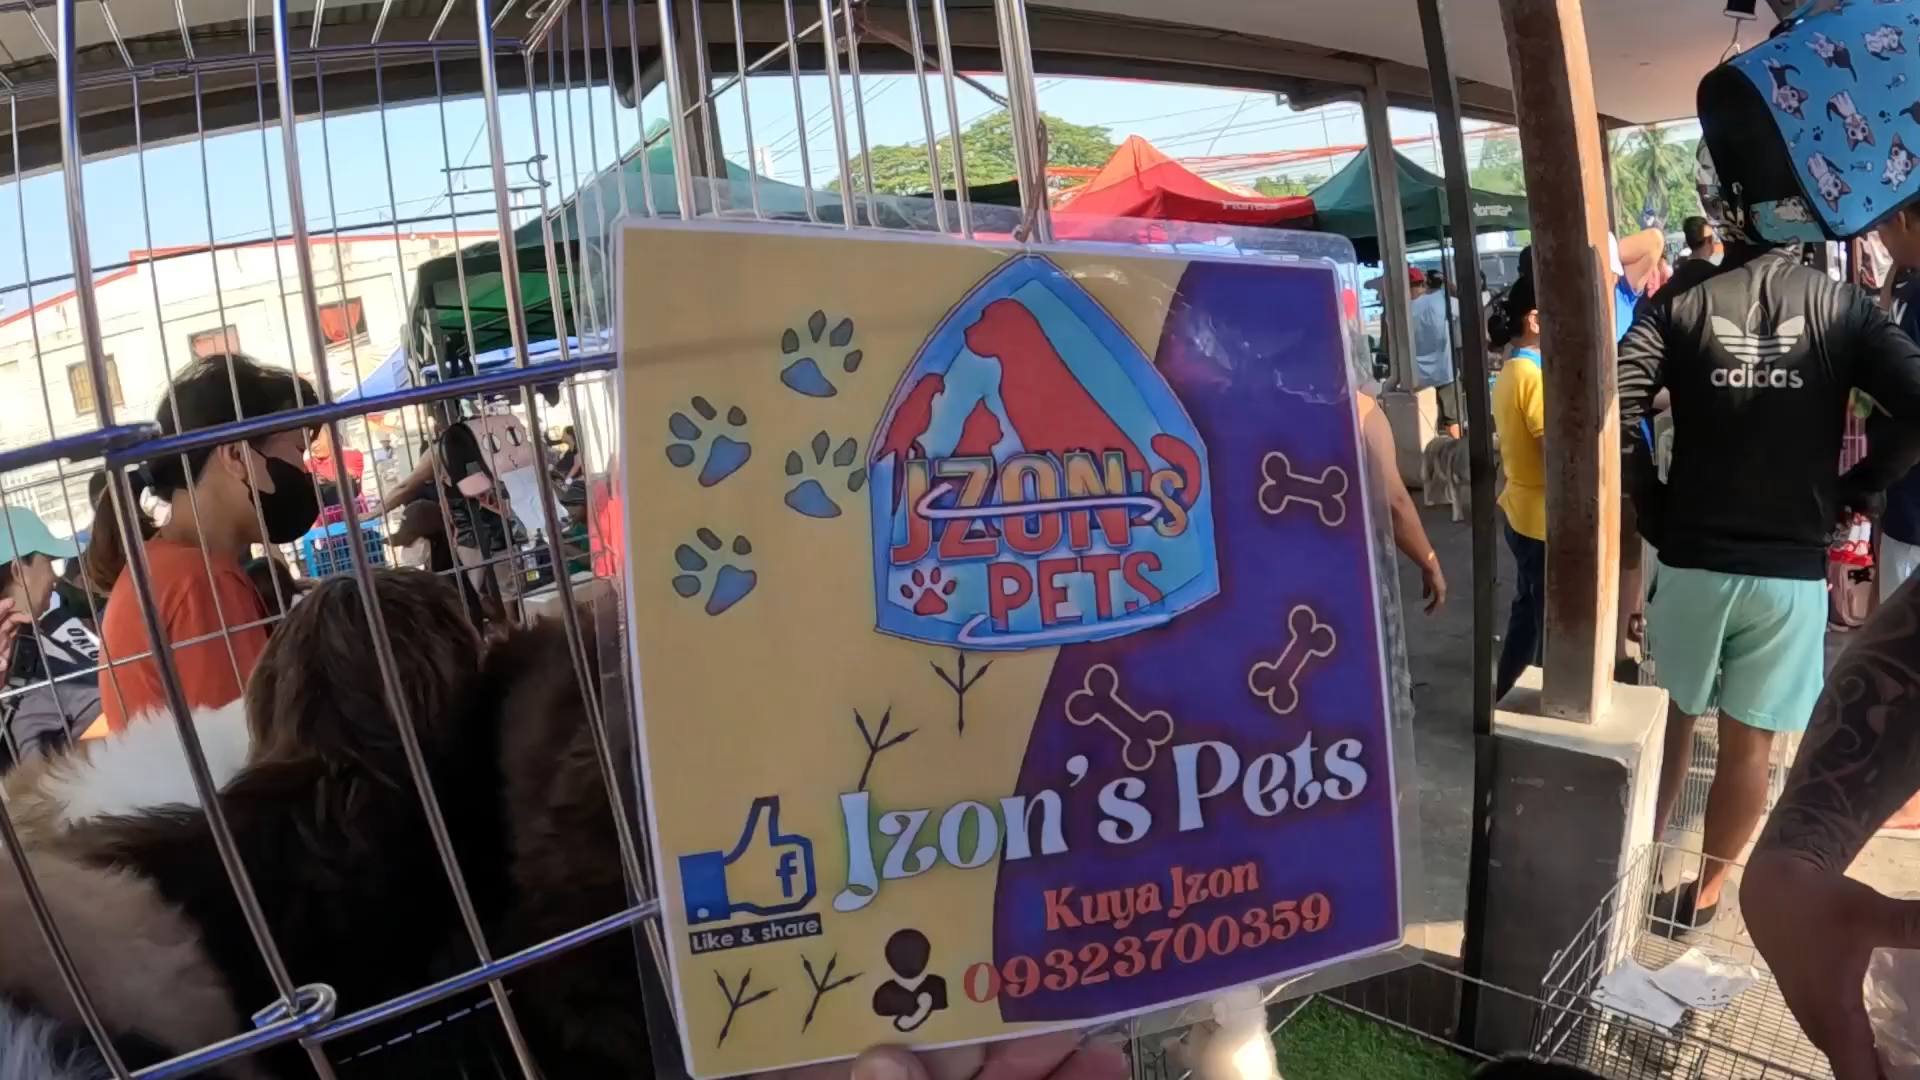 JZON's
PETS
Jzon's Pets
Like & share
Kuya Jzon
09323700359
adidas